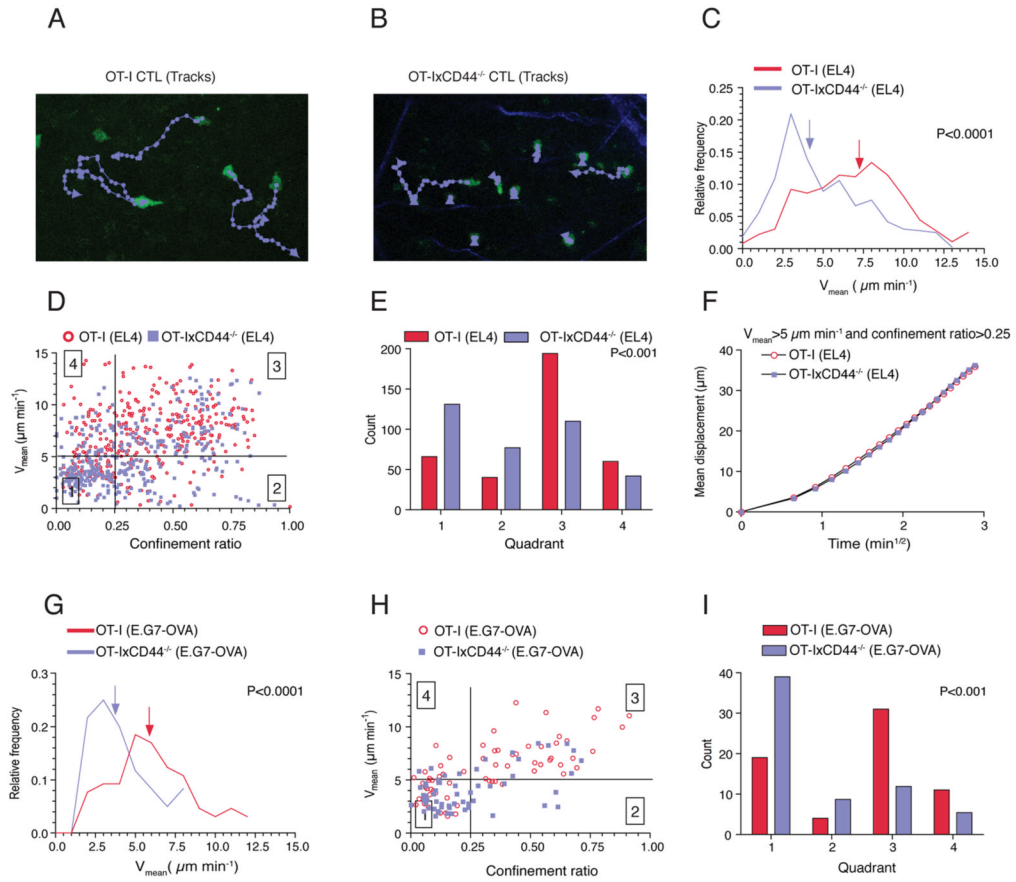 A
B
C
OT-I CTL (Tracks)
OT-IxCD44-/- CTL (Tracks)
OT-I (EL4)
OT-IxCD44-/- (EL4)
P<0.0001
Relative frequency
0.25
0.20
0.15
0.10
0.05
0.00
0.0 2.5 5.0 7.5 10.0 12.5 15.0
Vmean ( µm min-1)
D
E
F
OT-I (EL4) OT-IxCD44-/- (EL4)
4
3
1
2
Vmean (µm min-1)
15
10
5
0
0.00 0.25 0.50 0.75 1.00
Confinement ratio
OT-I (EL4) OT-IxCD44-/- (EL4)
P<0.001
Count
200
150
100
50
0
1 2 3 4
Quadrant
Vmean>5 µm min-1 and confinement ratio>0.25
OT-I (EL4)
OT-IxCD44-/- (EL4)
Mean displacement (µm)
40
30
20
10
0
0 1 2 3
Time (min1/2)
G
H
I
OT-I (E.G7-OVA)
OT-IxCD44-/- (E.G7-OVA)
P<0.0001
Relative frequency
0.3
0.2
0.1
0.0
0.0 2.5 5.0 7.5 10.0 12.5 15.0
Vmean( µm min-1)
OT-I (E.G7-OVA)
OT-IxCD44-/- (E.G7-OVA)
4
3
1
2
Vmean (µm min-1)
15
10
5
0
0.00 0.25 0.50 0.75 1.00
Confinement ratio
OT-I (E.G7-OVA)
OT-IxCD44-/- (E.G7-OVA)
P<0.001
Count
40
30
20
10
0
1 2 3 4
Quadrant